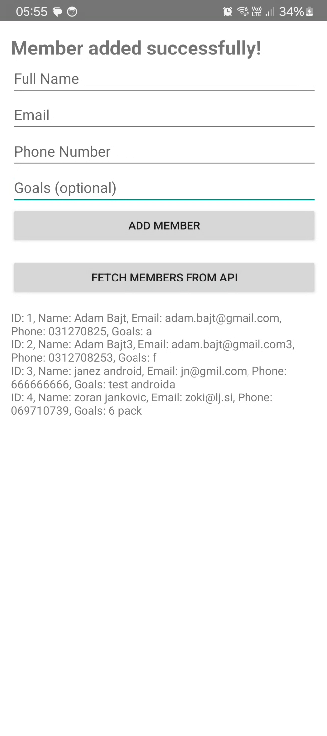 05:55
34%
Member added successfully!
Full Name
Email
Phone Number
Goals (optional)
ADD MEMBER
FETCH MEMBERS FROM API
ID: 1, Name: Adam Bajt, Email: adam.bajt@gmail.com,
Phone: 031270825, Goals: a
ID: 2, Name: Adam Bajt3, Email: adam.bajt@gmail.com3,
Phone: 0312708253, Goals: f
ID: 3, Name: janez android, Email: jn@gmil.com, Phone:
666666666, Goals: test androida
ID: 4, Name: zoran jankovic, Email: zoki@lj.si, Phone:
069710739, Goals: 6 pack